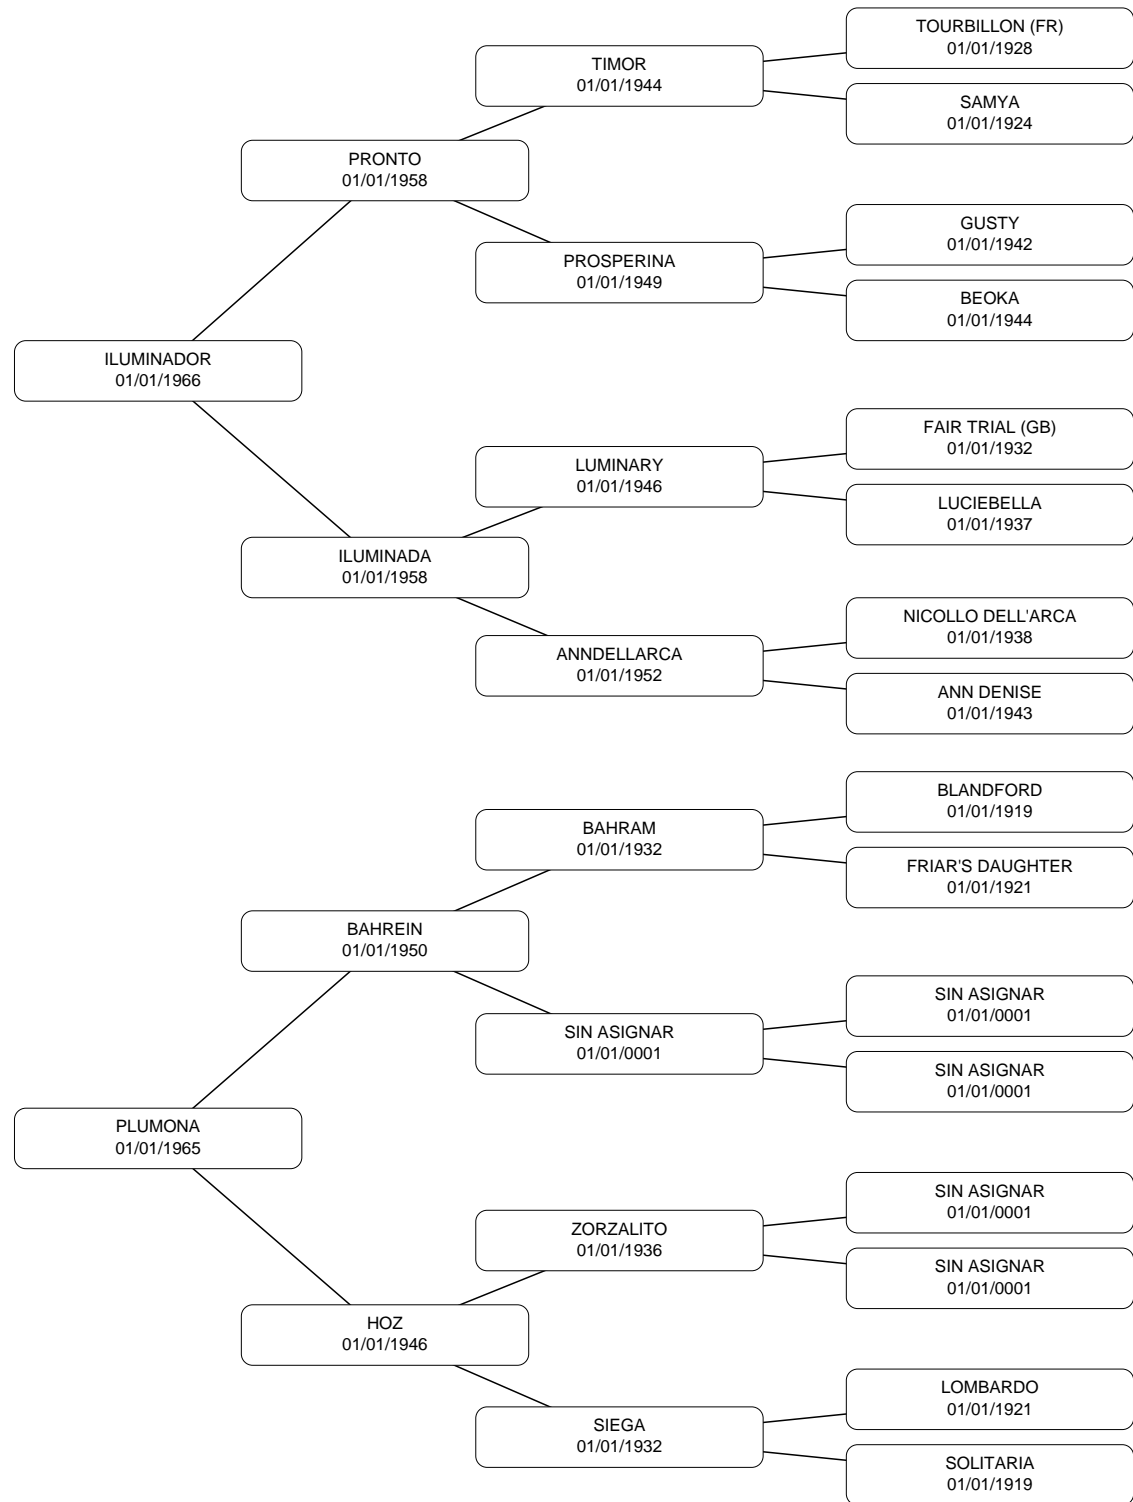 TOURBILLON (FR)
01/01/1928
TIMOR
01/01/1944
SAMYA
01/01/1924
PRONTO
01/01/1958
GUSTY
01/01/1942
PROSPERINA
01/01/1949
BEOKA
01/01/1944
ILUMINADOR
01/01/1966
FAIR TRIAL (GB)
01/01/1932
LUMINARY
01/01/1946
LUCIEBELLA
01/01/1937
ILUMINADA
01/01/1958
NICOLLO DELL'ARCA
01/01/1938
ANNDELLARCA
01/01/1952
ANN DENISE
01/01/1943
BLANDFORD
01/01/1919
BAHRAM
01/01/1932
FRIAR'S DAUGHTER
01/01/1921
BAHREIN
01/01/1950
SIN ASIGNAR
01/01/0001
SIN ASIGNAR
01/01/0001
SIN ASIGNAR
01/01/0001
PLUMONA
01/01/1965
SIN ASIGNAR
01/01/0001
ZORZALITO
01/01/1936
SIN ASIGNAR
01/01/0001
HOZ
01/01/1946
LOMBARDO
01/01/1921
SIEGA
01/01/1932
SOLITARIA
01/01/1919